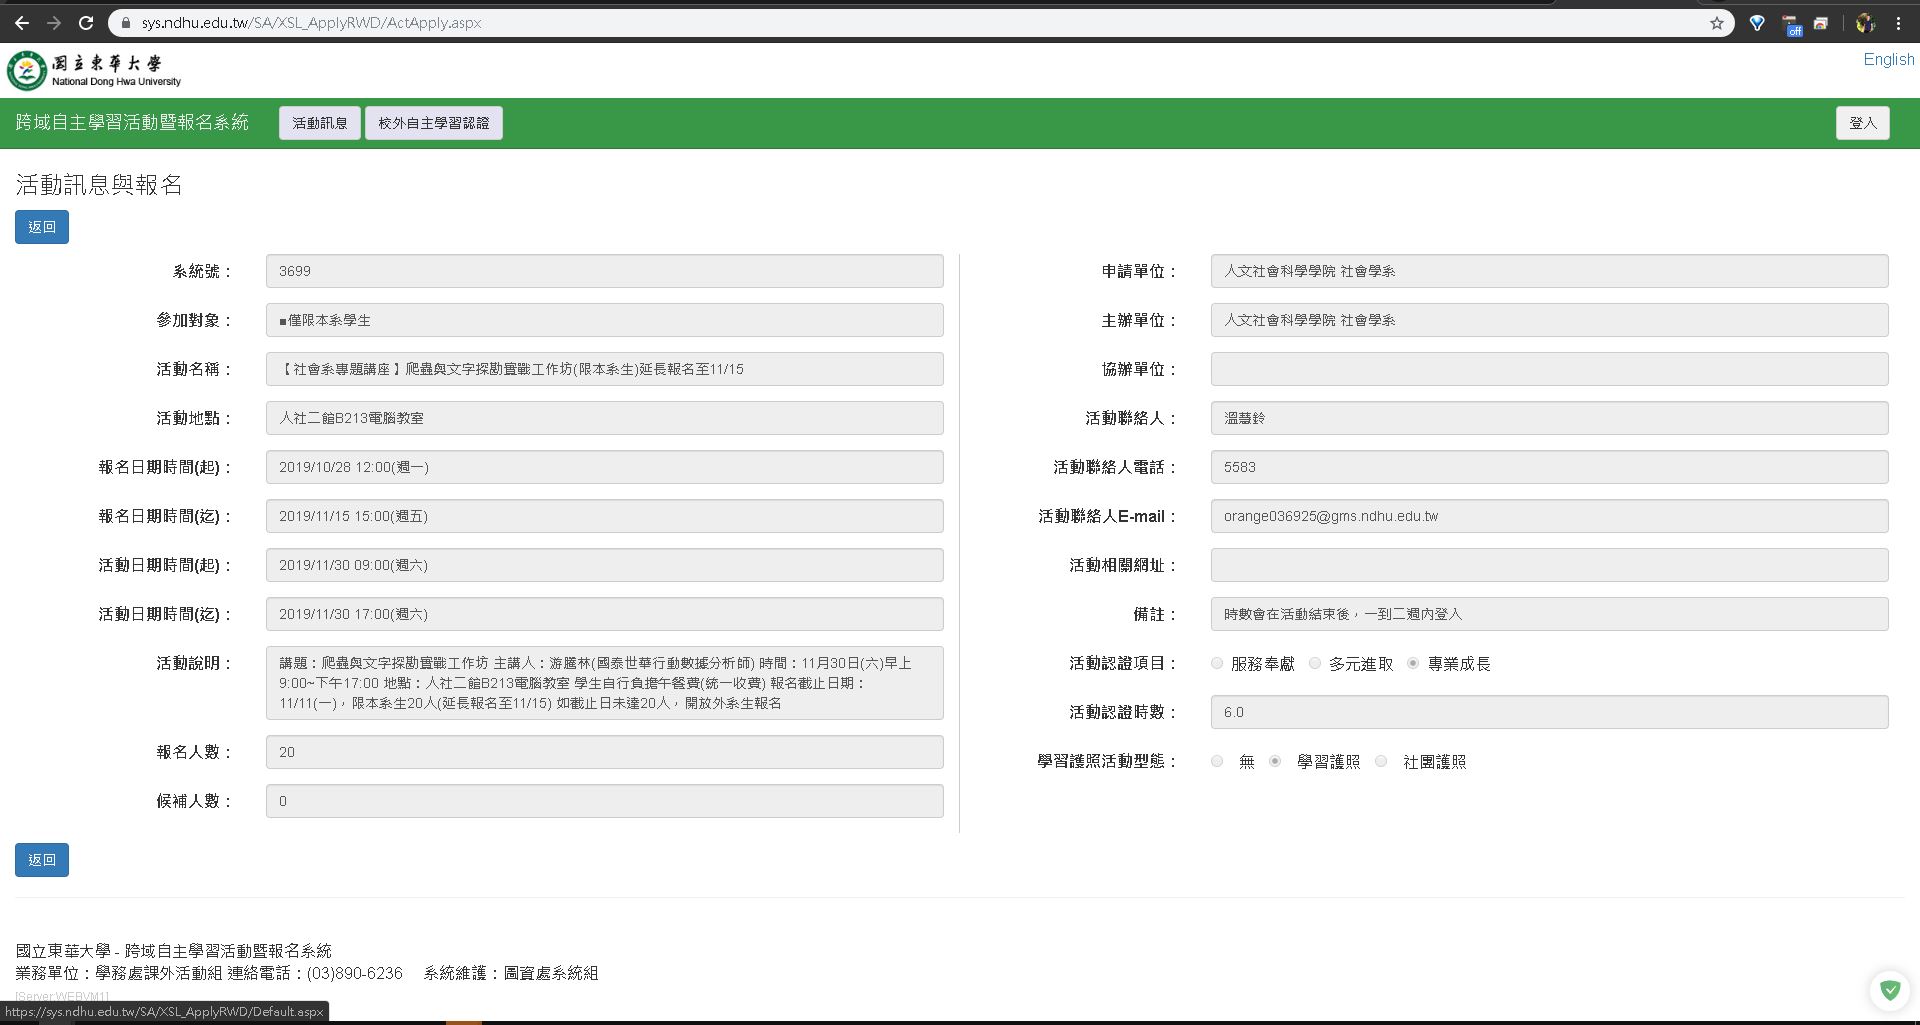 sys.ndhu.edu.tw/SA/XSL_ApplyRWD/ActApply.aspx
off
國立東華大學
National Dong Hwa University
English
跨域自主學習活動暨報名系統
活動訊息
校外自主學習認證
登入
活動訊息與報名
返回
系統號：
3699
參加對象：
■僅限本系學生
活動名稱：
【社會系專題講座】爬蟲與文字探勘實戰工作坊(限本系生)延長報名至11/15
活動地點：
人社二館B213電腦教室
報名日期時間(起)：
2019/10/28 12:00(週一)
報名日期時間(迄)：
2019/11/15 15:00(週五)
活動日期時間(起)：
2019/11/30 09:00(週六)
活動日期時間(迄)：
2019/11/30 17:00(週六)
活動說明：
講題：爬蟲與文字探勘實戰工作坊 主講人：游騰林(國泰世華行動數據分析師) 時間：11月30日(六)早上
9:00~下午17:00 地點：人社二館B213電腦教室 學生自行負擔午餐費(統一收費) 報名截止日期：
11/11(一)，限本系生20人(延長報名至11/15) 如截止日未達20人，開放外系生報名
報名人數：
20
候補人數：
0
申請單位：
人文社會科學學院 社會學系
主辦單位：
人文社會科學學院 社會學系
協辦單位：
活動聯絡人：
溫慧鈴
活動聯絡人電話：
5583
活動聯絡人E-mail：
orange036925@gms.ndhu.edu.tw
活動相關網址：
備註：
時數會在活動結束後，一到二週內登入
活動認證項目：
服務奉獻 多元進取 專業成長
活動認證時數：
6.0
學習護照活動型態：
無 學習護照 社團護照
返回
國立東華大學 - 跨域自主學習活動暨報名系統
業務單位：學務處課外活動組 連絡電話：(03)890-6236 系統維護：圖資處系統組
[Server:WEBVM1]
https://sys.ndhu.edu.tw/SA/XSL_ApplyRWD/Default.aspx